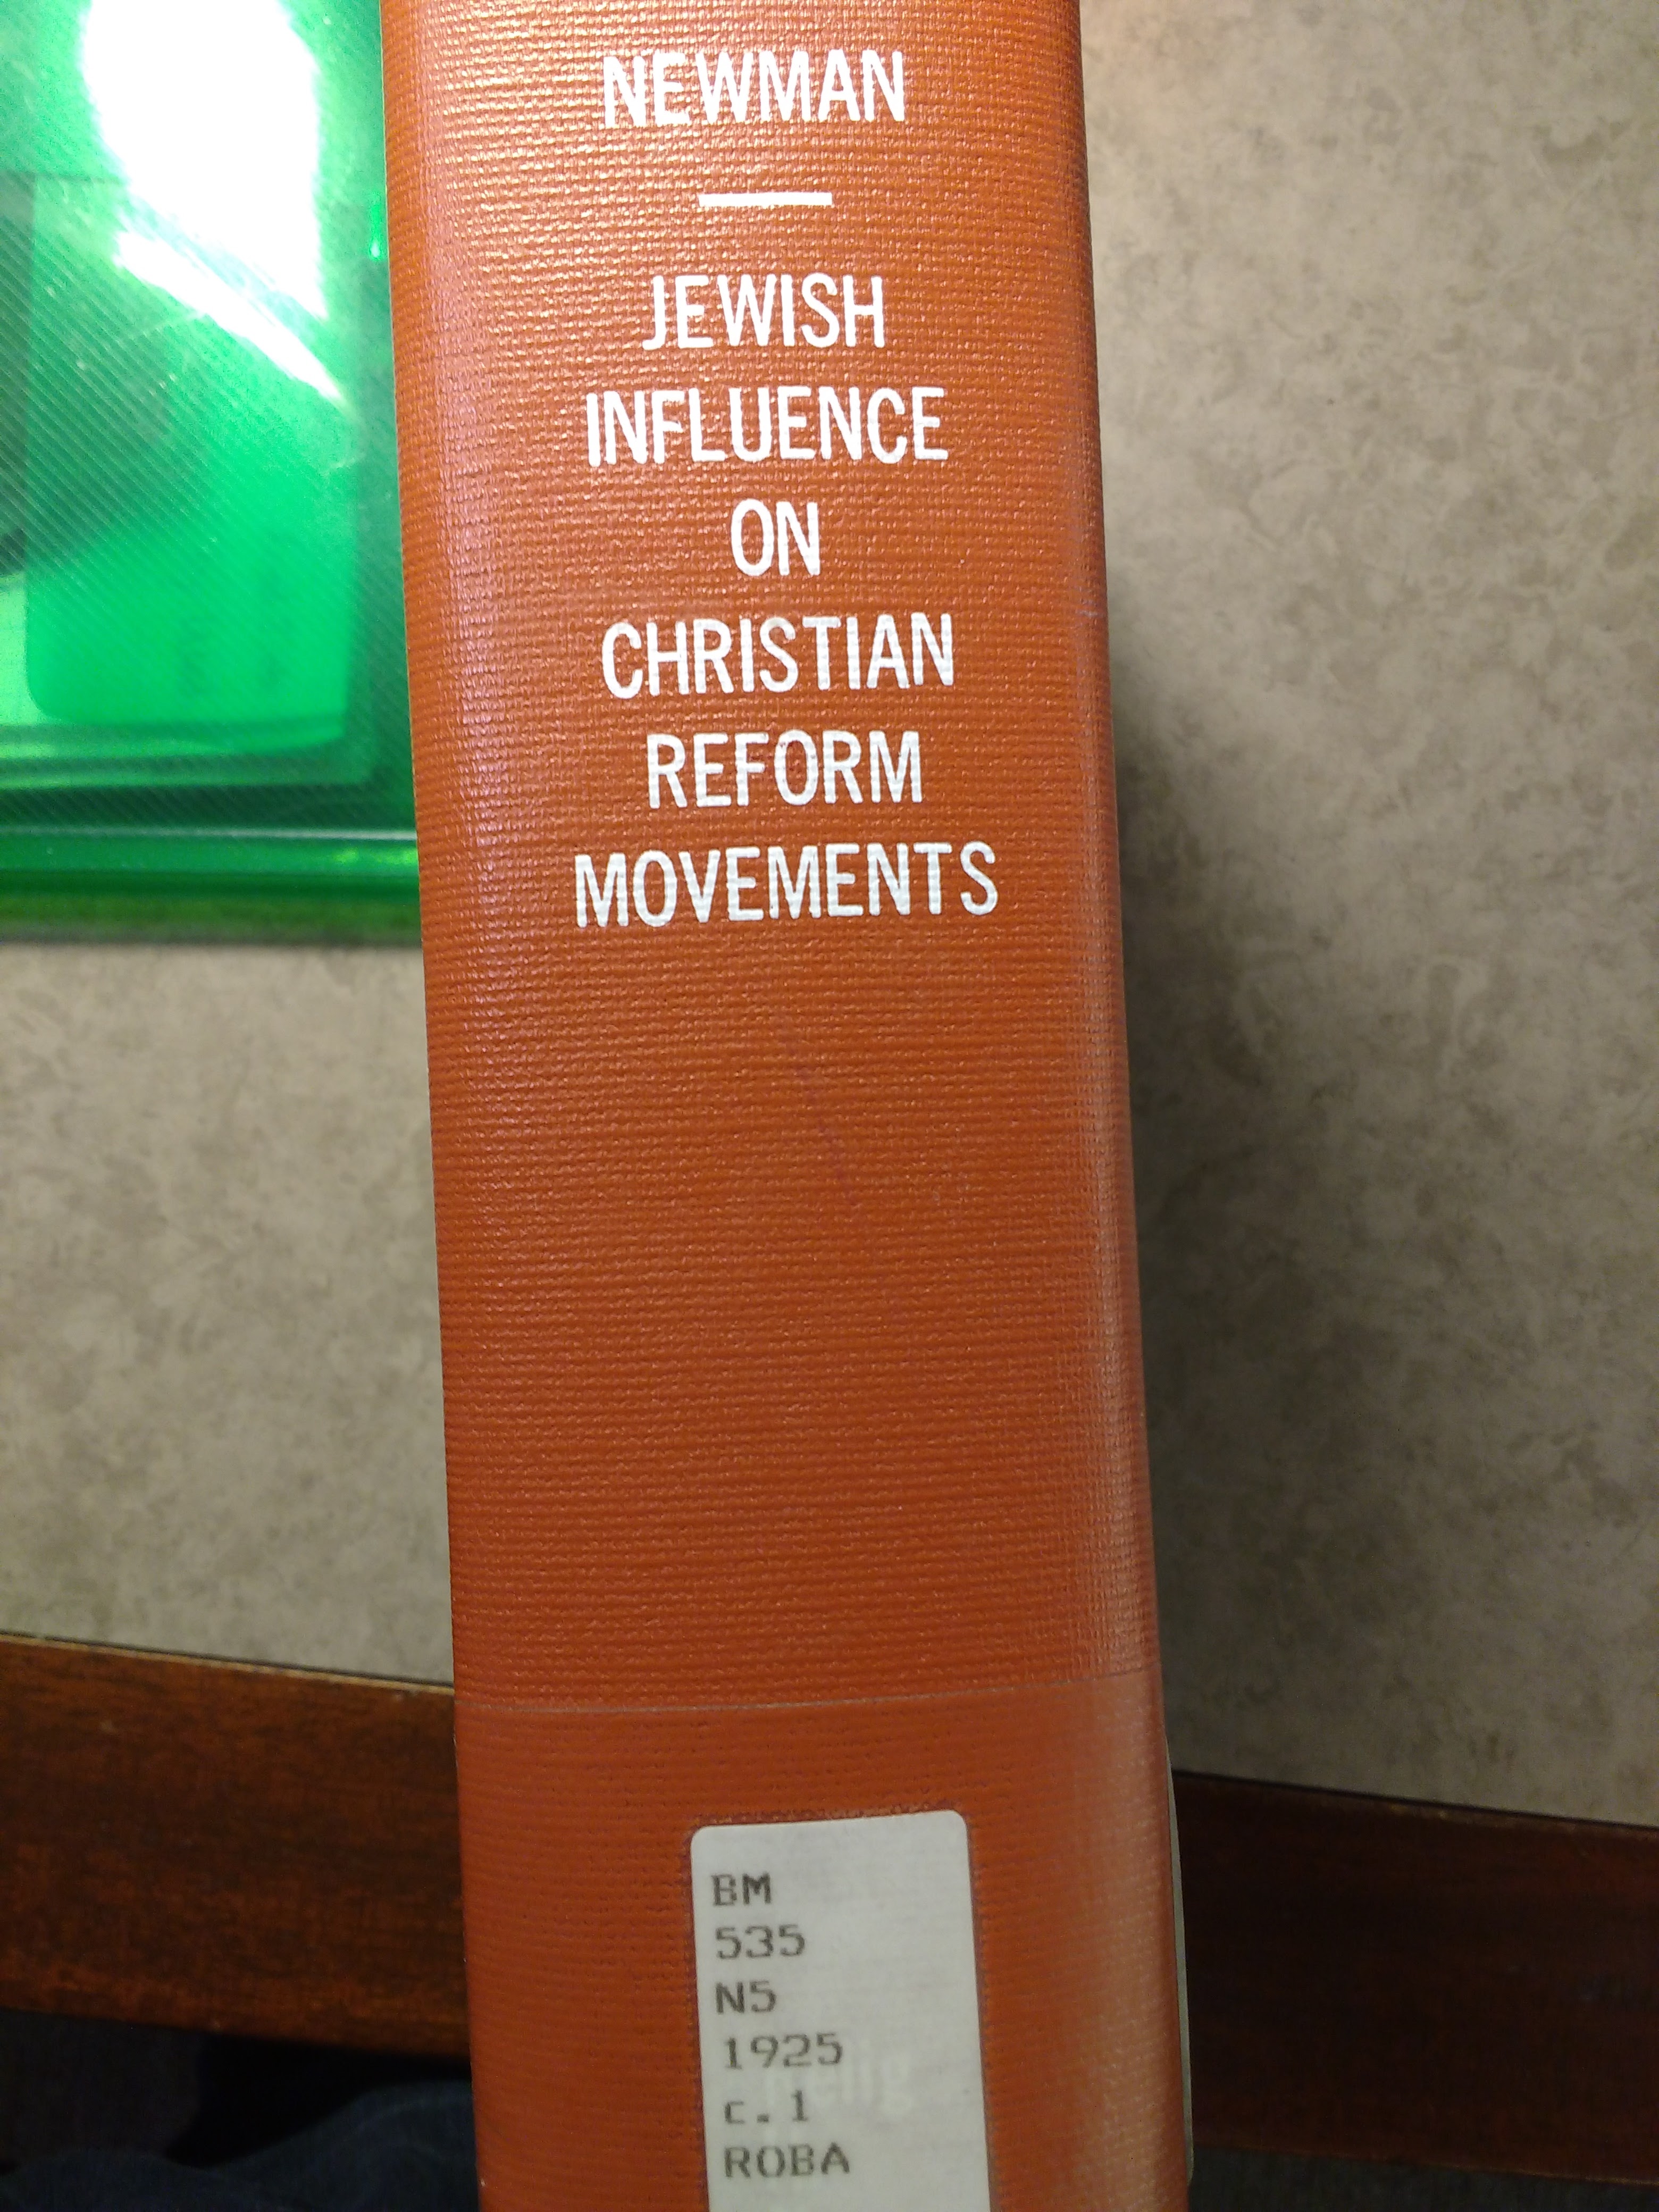 NEWMAN
JEWISH
INFLUENCE
ON
CHRISTIAN
REFORM
MOVEMENTS
BM
535
N5
1925
c.1
ROBA